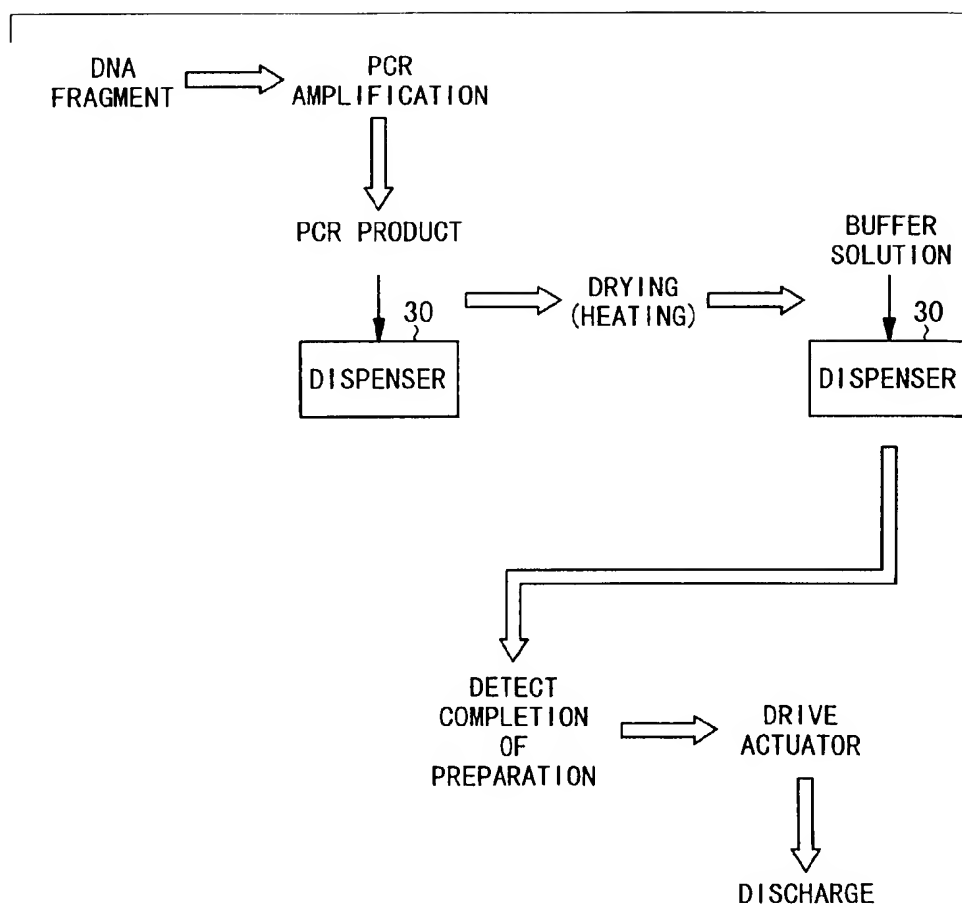 DNA
FRAGMENT
PCR
AMPLIFICATION
PCR PRODUCT
30
DISPENSER
DRYING
(HEATING)
BUFFER
SOLUTION
30
DISPENSER
DETECT
COMPLETION
OF
PREPARATION
DRIVE
ACTUATOR
DISCHARGE